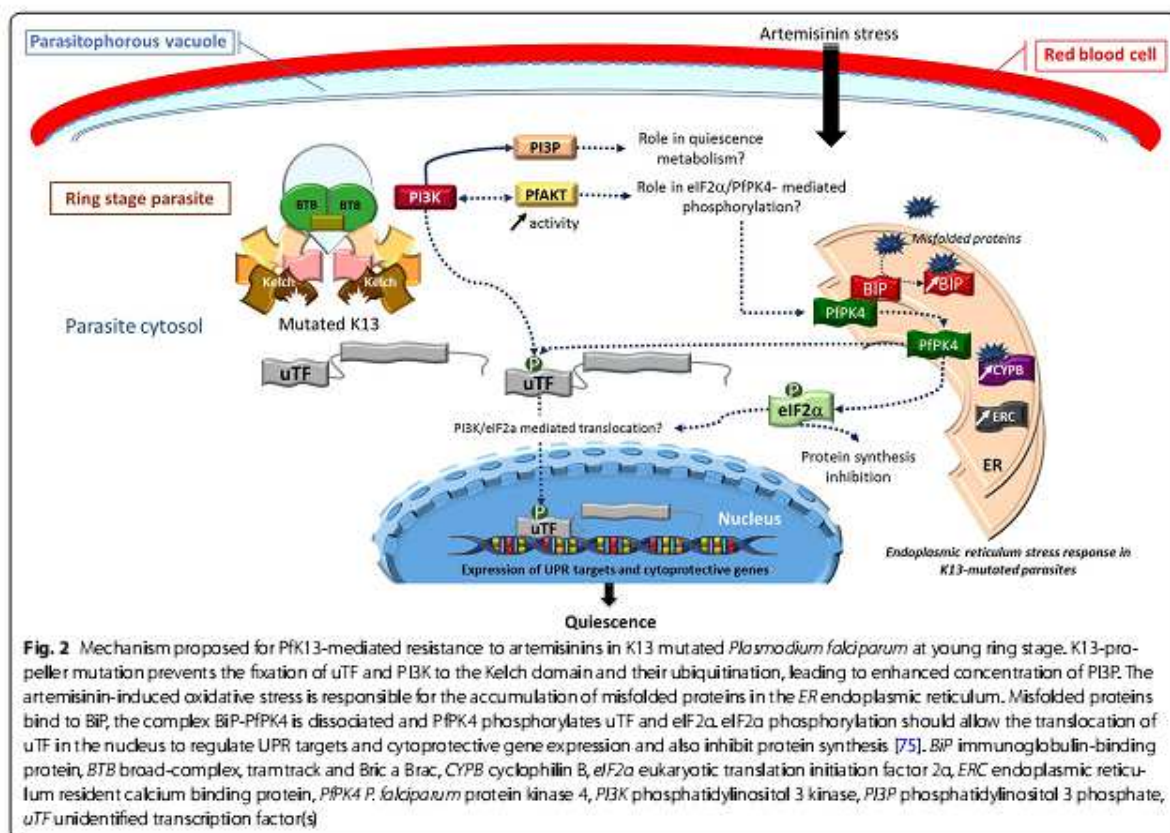 Parasitophorous vacuole
Artemisinin stress
Red blood cell
Ring stage parasite
BTB
BTB
Kelch
Kelch
Mutated K13
Parasite cytosol
PI3K
PI3P
Role in quiescence
metabolism?
PfAKT
activity
Role in eIF2α/PfPK4- mediated
phosphorylation?
Misfolded proteins
BiP
BiP
PfPK4
PfPK4
CYPB
ERC
ER
uTF
P
uTF
P
eIF2α
PI3K/eIF2a mediated translocation?
Protein synthesis
inhibition
P
uTF
Nucleus
Expression of UPR targets and cytoprotective genes
Endoplasmic reticulum stress response in
K13-mutated parasites
Quiescence
Fig. 2 Mechanism proposed for PfK13-mediated resistance to artemisinins in K13 mutated Plasmodium falciparum at young ring stage. K13-pro-
peller mutation prevents the fixation of uTF and PI3K to the Kelch domain and their ubiquitination, leading to enhanced concentration of PI3P. The
artemisinin-induced oxidative stress is responsible for the accumulation of misfolded proteins in the ER endoplasmic reticulum. Misfolded proteins
bind to BiP, the complex BiP-PfPK4 is dissociated and PfPK4 phosphorylates uTF and eIF2α. eIF2α phosphorylation should allow the translocation of
uTF in the nucleus to regulate UPR targets and cytoprotective gene expression and also inhibit protein synthesis [75]. BiP immunoglobulin-binding
protein, BTB broad-complex, tramtrack and Bric a Brac, CYPB cyclophilin B, eIF2α eukaryotic translation initiation factor 2α, ERC endoplasmic reticu-
lum resident calcium binding protein, PfPK4 P. falciparum protein kinase 4, PI3K phosphatidylinositol 3 kinase, PI3P phosphatidylinositol 3 phosphate,
uTF unidentified transcription factor(s)